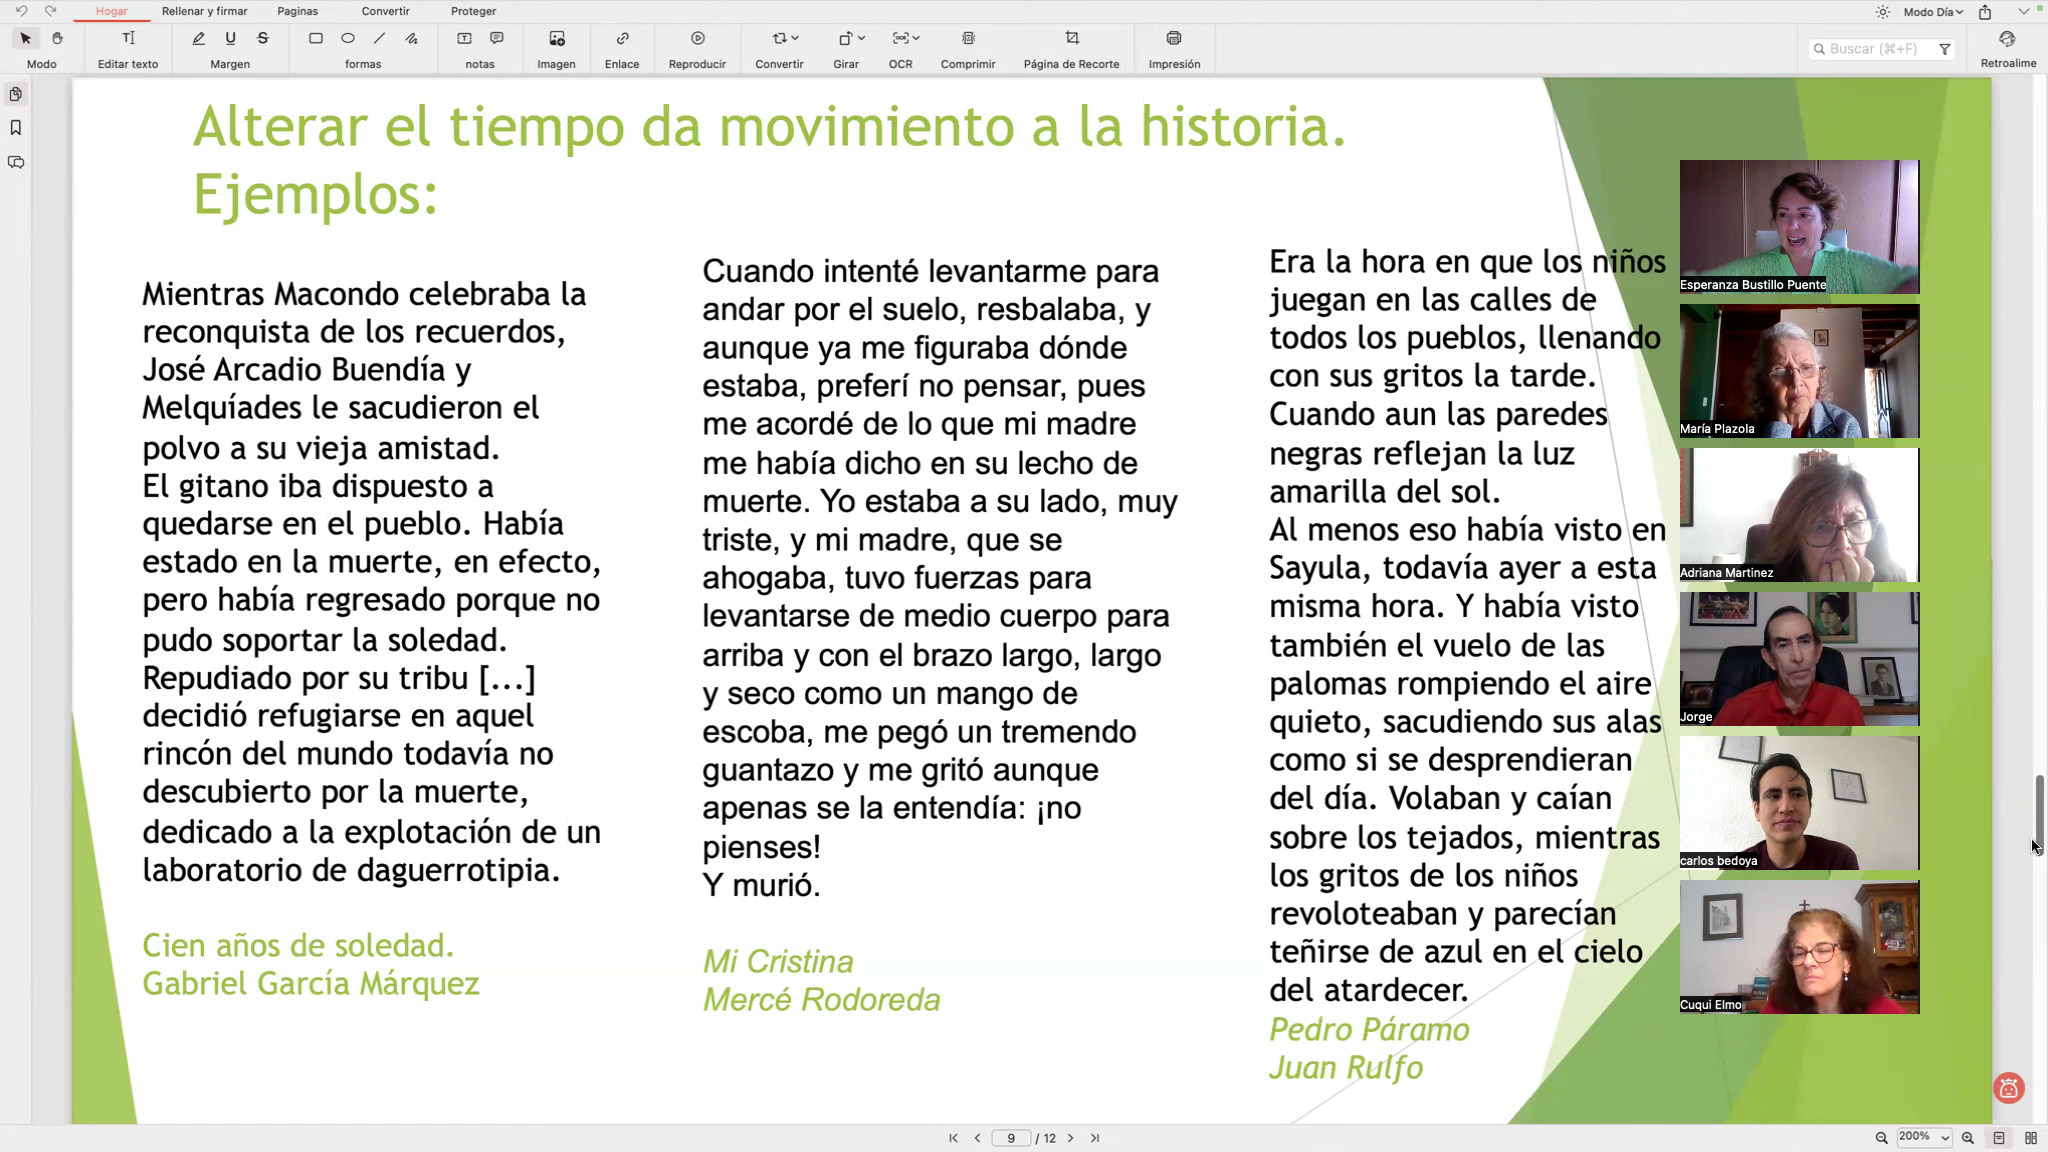 Hogar Rellenar y firmar Paginas Convertir Proteger
Modo Día
Modo Editar texto Margen formas notas Imagen Enlace Reproducir Convertir Girar OCR Comprimir Página de Recorte Impresión
Buscar (⌘+F)
Retroalime
Alterar el tiempo da movimiento a la historia.
Ejemplos:
Mientras Macondo celebraba la
reconquista de los recuerdos,
José Arcadio Buendía y
Melquíades le sacudieron el
polvo a su vieja amistad.
El gitano iba dispuesto a
quedarse en el pueblo. Había
estado en la muerte, en efecto,
pero había regresado porque no
pudo soportar la soledad.
Repudiado por su tribu [...]
decidió refugiarse en aquel
rincón del mundo todavía no
descubierto por la muerte,
dedicado a la explotación de un
laboratorio de daguerrotipia.
Cien años de soledad.
Gabriel García Márquez
Cuando intenté levantarme para
andar por el suelo, resbalaba, y
aunque ya me figuraba dónde
estaba, preferí no pensar, pues
me acordé de lo que mi madre
me había dicho en su lecho de
muerte. Yo estaba a su lado, muy
triste, y mi madre, que se
ahogaba, tuvo fuerzas para
levantarse de medio cuerpo para
arriba y con el brazo largo, largo
y seco como un mango de
escoba, me pegó un tremendo
guantazo y me gritó aunque
apenas se la entendía: ¡no
pienses!
Y murió.
Mi Cristina
Mercé Rodoreda
Era la hora en que los niños
juegan en las calles de
todos los pueblos, llenando
con sus gritos la tarde.
Cuando aun las paredes
negras reflejan la luz
amarilla del sol.
Al menos eso había visto en
Sayula, todavía ayer a esta
misma hora. Y había visto
también el vuelo de las
palomas rompiendo el aire
quieto, sacudiendo sus alas
como si se desprendieran
del día. Volaban y caían
sobre los tejados, mientras
los gritos de los niños
revoloteaban y parecían
teñirse de azul en el cielo
del atardecer.
Pedro Páramo
Juan Rulfo
Esperanza Bustillo Puente
María Plazola
Adriana Martinez
Jorge
carlos bedoya
Cuqui Elmo
9 / 12
200%